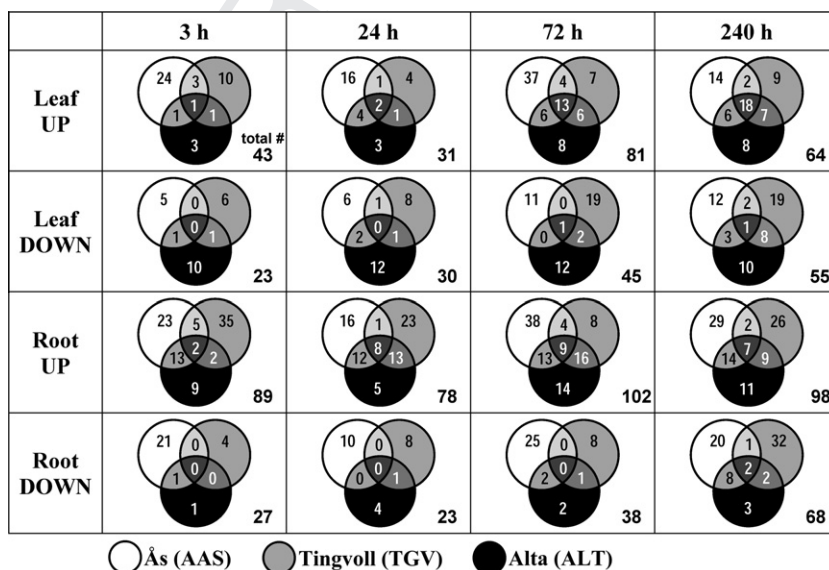 3 h 24 h 72 h 240 h
Leaf UP
24 3 10 1 1 1 3 total # 43
16 1 4 4 2 1 3 31
37 4 7 6 13 6 8 81
14 2 9 6 18 7 8 64
Leaf DOWN
5 0 6 1 0 1 10 23
6 1 8 2 0 1 12 30
11 0 19 0 1 2 12 45
12 2 19 3 1 8 10 55
Root UP
23 5 35 13 2 2 9 89
16 1 23 12 8 13 5 78
38 4 8 13 9 16 14 102
29 2 26 14 7 9 11 98
Root DOWN
21 0 4 1 0 0 1 27
10 0 8 0 0 1 4 23
25 0 8 2 0 1 2 38
20 1 32 8 2 2 3 68
Ås (AAS) Tingvoll (TGV) Alta (ALT)